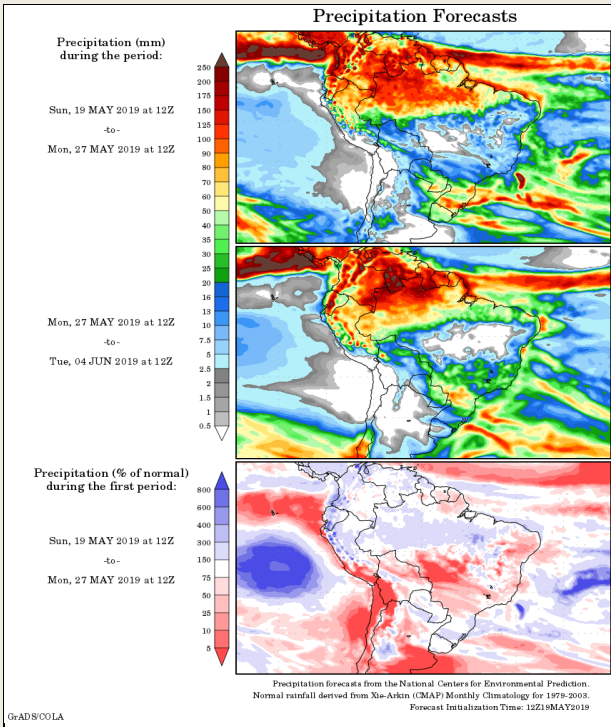 Precipitation Forecasts
Precipitation (mm)
during the period:
Sun, 19 MAY 2019 at 12Z
-to-
Mon, 27 MAY 2019 at 12Z
250
200
175
150
125
100
90
80
70
60
50
40
35
30
25
20
16
13
10
7.5
5
2.5
2
1.5
1
0.5
Mon, 27 MAY 2019 at 12Z
-to-
Tue, 04 JUN 2019 at 12Z
Precipitation (% of normal)
during the first period:
Sun, 19 MAY 2019 at 12Z
-to-
Mon, 27 MAY 2019 at 12Z
800
600
400
300
150
75
50
25
10
5
Precipitation forecasts from the National Centers for Environmental Prediction.
Normal rainfall derived from Xie-Arkin (CMAP) Monthly Climatology for 1979-2003.
Forecast Initialization Time: 12Z19MAY2019
GrADS/COLA